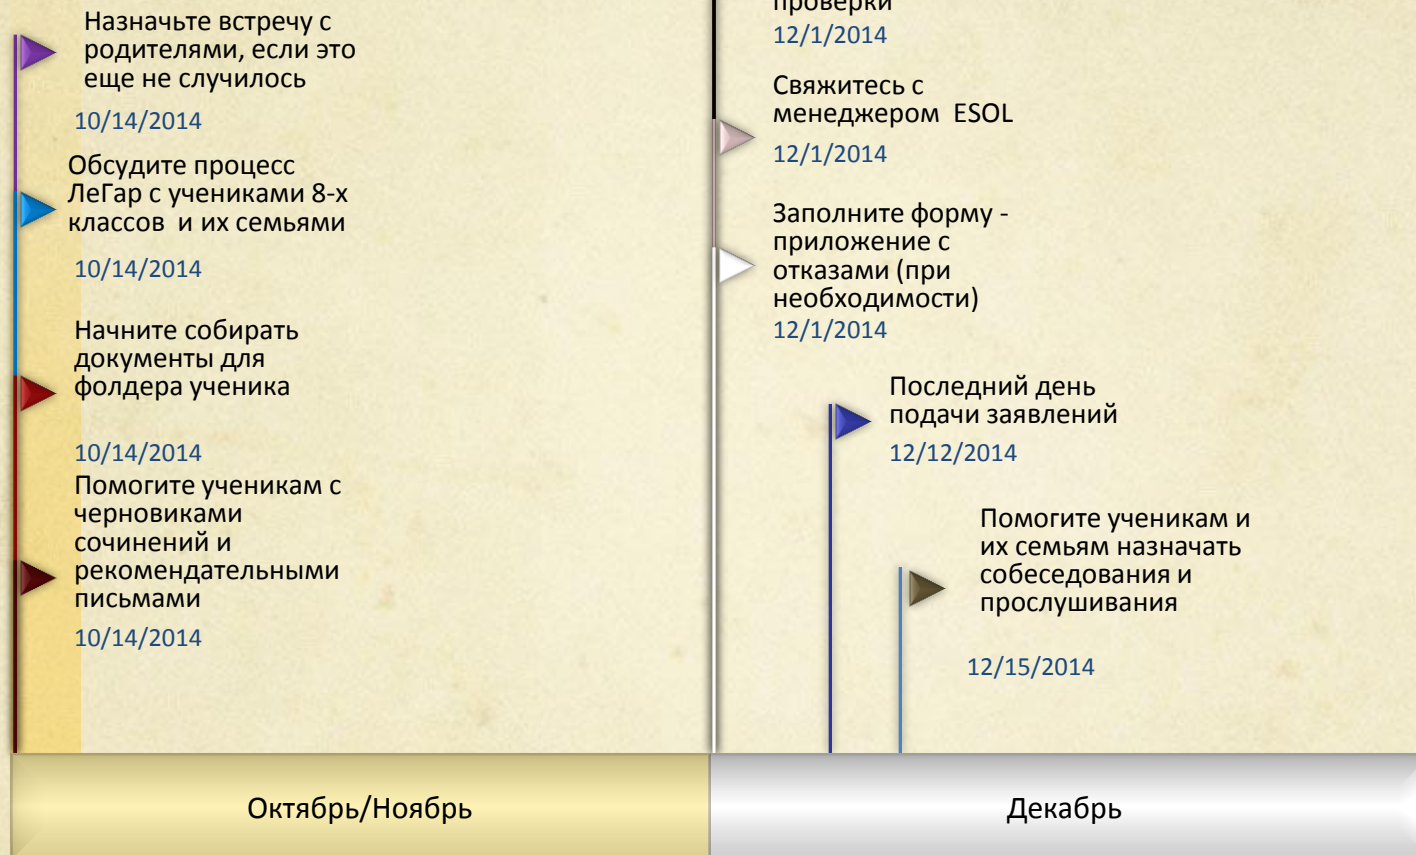 Назначьте встречу с
родителями, если это
еще не случилось
10/14/2014
Обсудите процесс
ЛеГар с учениками 8-х
классов и их семьями
10/14/2014
Начните собирать
документы для
фолдера ученика
10/14/2014
Помогите ученикам с
черновиками
сочинений и
рекомендательными
письмами
10/14/2014
Октябрь/Ноябрь
проверки
12/1/2014
Свяжитесь с
менеджером ESOL
12/1/2014
Заполните форму -
приложение с
отказами (при
необходимости)
12/1/2014
Последний день
подачи заявлений
12/12/2014
Помогите ученикам и
их семьям назначать
собеседования и
прослушивания
12/15/2014
Декабрь